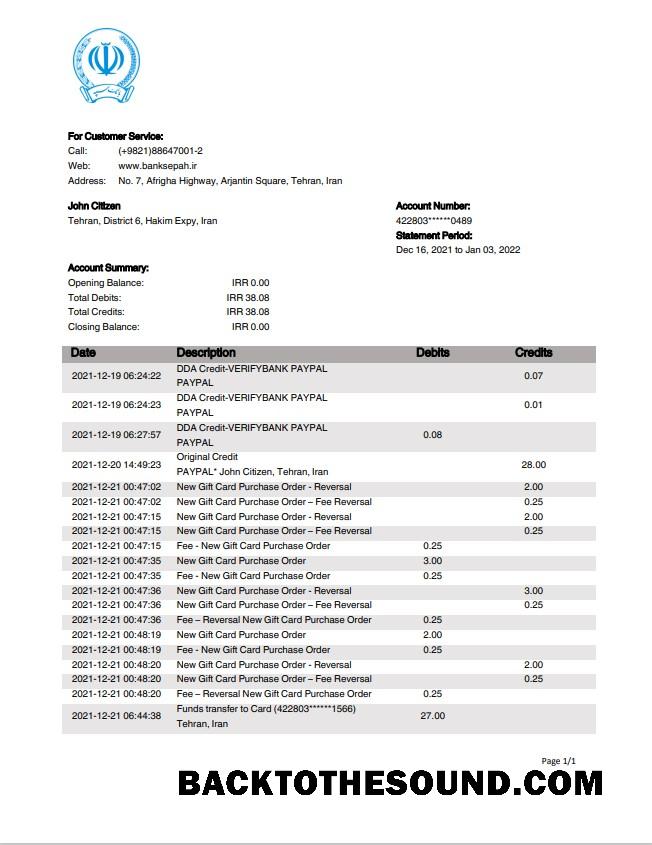 For Customer Service:
Call: (+9821)88647001-2
Web: www.banksepah.ir
Address: No. 7, Afrigha Highway, Arjantin Square, Tehran, Iran
John Citizen
Tehran, District 6, Hakim Expy, Iran
Account Number:
422803******0489
Statement Period:
Dec 16, 2021 to Jan 03, 2022
Account Summary:
Opening Balance: IRR 0.00
Total Debits: IRR 38.08
Total Credits: IRR 38.08
Closing Balance: IRR 0.00
Date Description Debits Credits
2021-12-19 06:24:22 DDA Credit-VERIFYBANK PAYPAL 0.07
PAYPAL
2021-12-19 06:24:23 DDA Credit-VERIFYBANK PAYPAL 0.01
PAYPAL
2021-12-19 06:27:57 DDA Credit-VERIFYBANK PAYPAL 0.08
PAYPAL
2021-12-20 14:49:23 Original Credit 28.00
PAYPAL* John Citizen, Tehran, Iran
2021-12-21 00:47:02 New Gift Card Purchase Order - Reversal 2.00
2021-12-21 00:47:02 New Gift Card Purchase Order – Fee Reversal 0.25
2021-12-21 00:47:15 New Gift Card Purchase Order - Reversal 2.00
2021-12-21 00:47:15 New Gift Card Purchase Order – Fee Reversal 0.25
2021-12-21 00:47:15 Fee - New Gift Card Purchase Order 0.25
2021-12-21 00:47:35 New Gift Card Purchase Order 3.00
2021-12-21 00:47:35 Fee - New Gift Card Purchase Order 0.25
2021-12-21 00:47:36 New Gift Card Purchase Order - Reversal 3.00
2021-12-21 00:47:36 New Gift Card Purchase Order – Fee Reversal 0.25
2021-12-21 00:47:36 Fee – Reversal New Gift Card Purchase Order 0.25
2021-12-21 00:48:19 New Gift Card Purchase Order 2.00
2021-12-21 00:48:19 Fee - New Gift Card Purchase Order 0.25
2021-12-21 00:48:20 New Gift Card Purchase Order - Reversal 2.00
2021-12-21 00:48:20 New Gift Card Purchase Order – Fee Reversal 0.25
2021-12-21 00:48:20 Fee – Reversal New Gift Card Purchase Order 0.25
2021-12-21 06:44:38 Funds transfer to Card (422803******1566) 27.00
Tehran, Iran
Page 1/1
BACKTOTHESOUND.COM